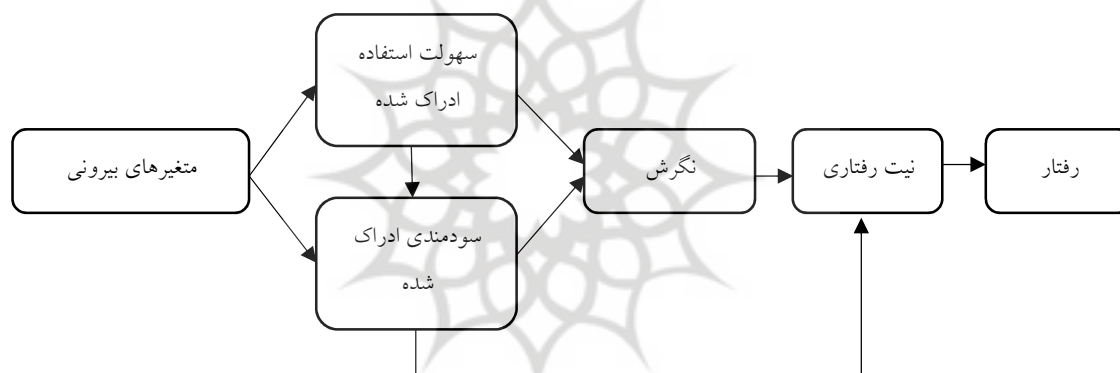 سهولت استفاده
ادراک شده
متغیرهای بیرونی
نگرش
نیت رفتاری
رفتار
سودمندی ادراک
شده